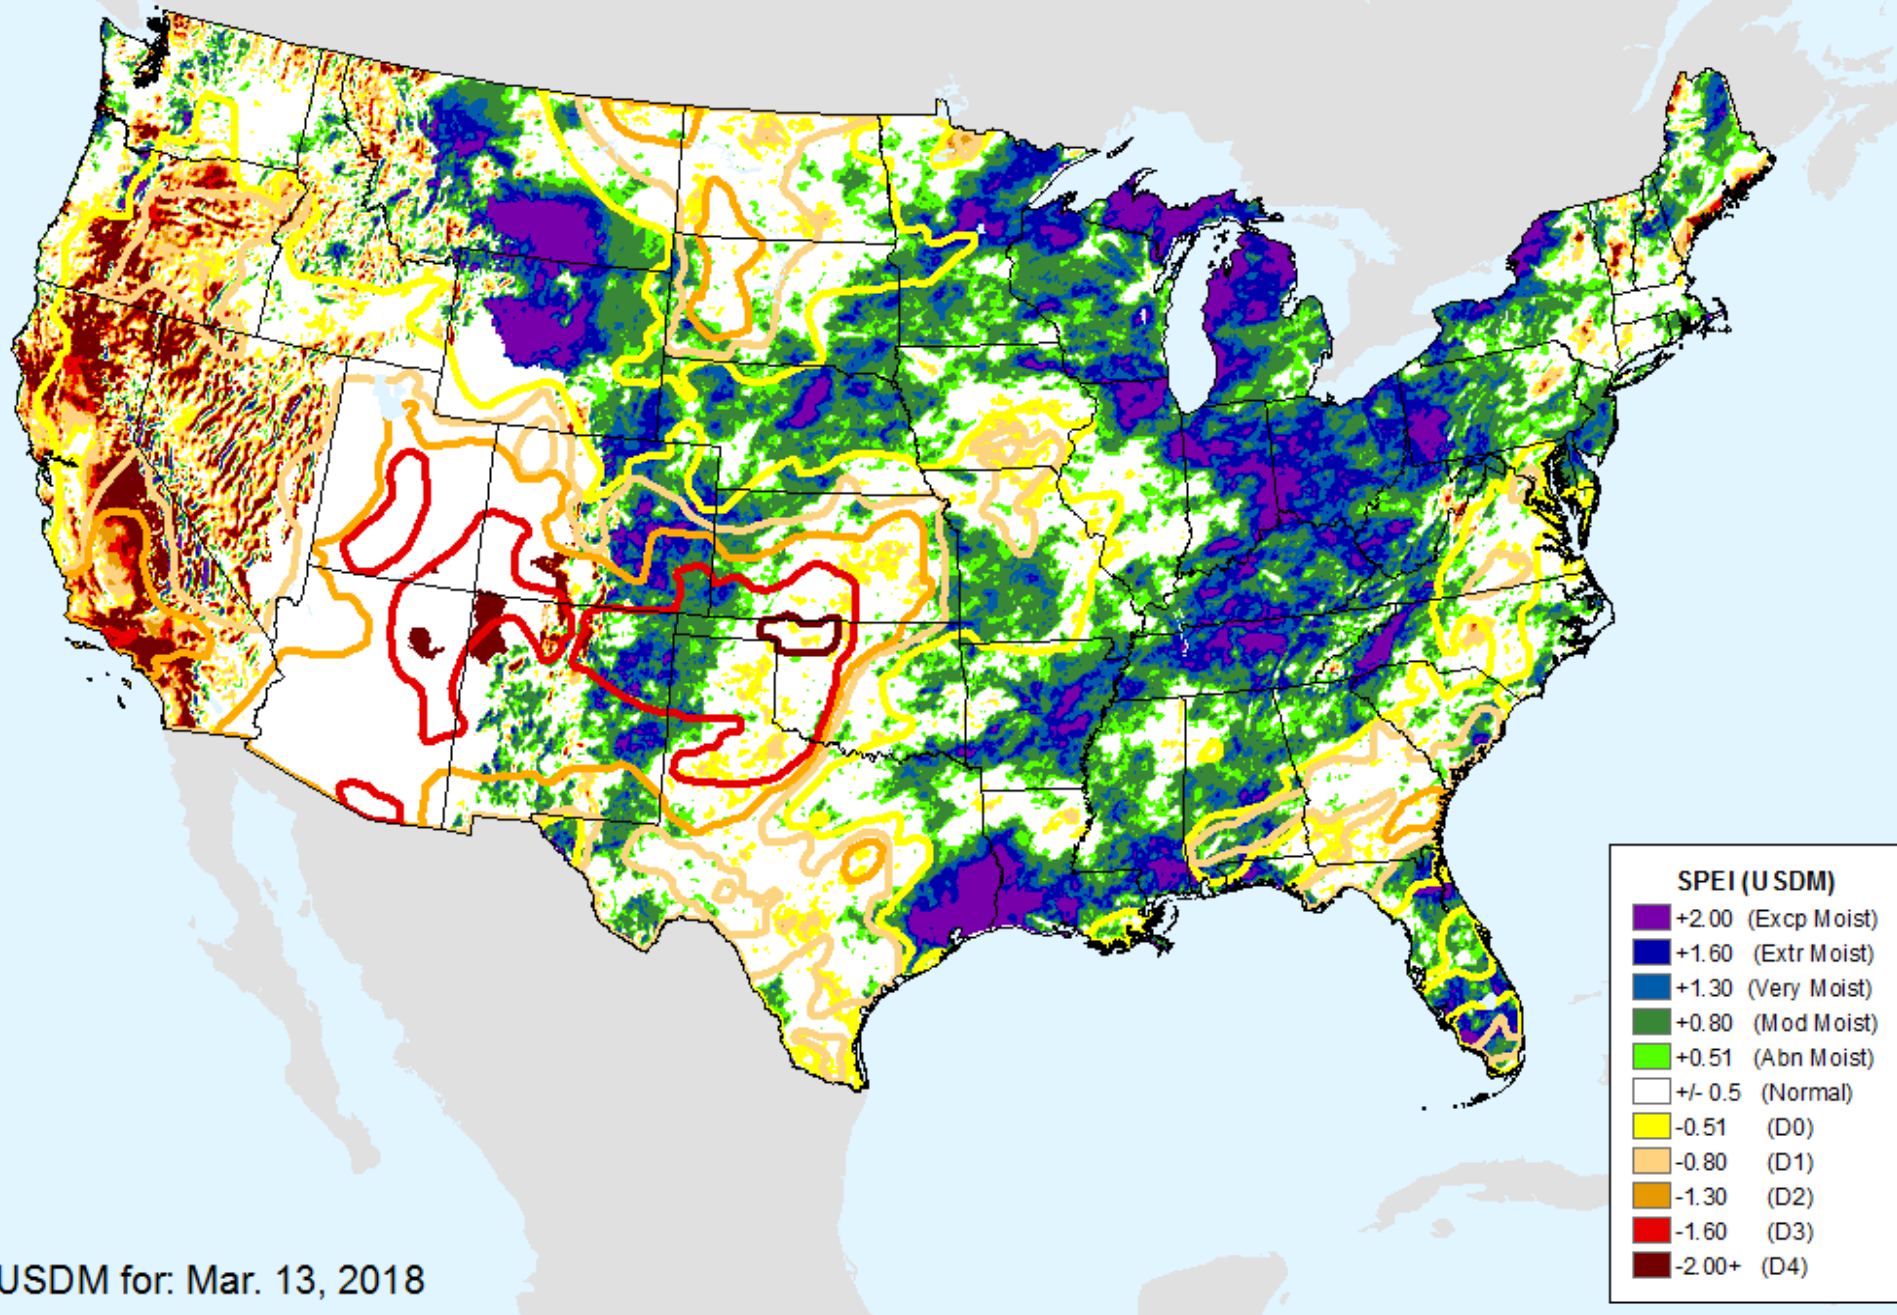 SPEI (USDM)
+2.00 (Excp Moist)
+1.60 (Extr Moist)
+1.30 (Very Moist)
+0.80 (Mod Moist)
+0.51 (Abn Moist)
+/- 0.5 (Normal)
-0.51 (D0)
-0.80 (D1)
-1.30 (D2)
-1.60 (D3)
-2.00+ (D4)
USDM for: Mar. 13, 2018